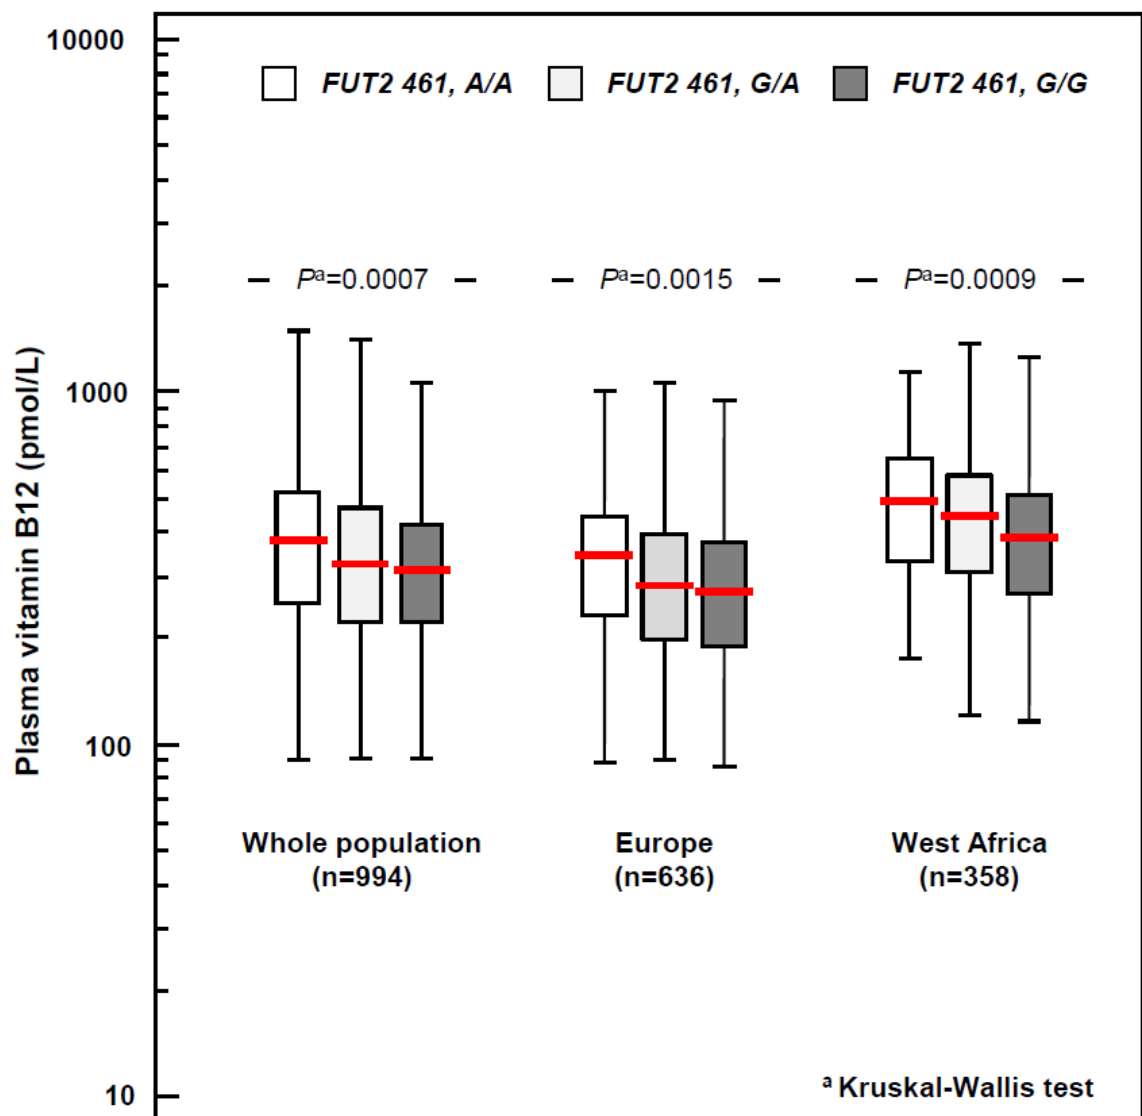 10000
FUT2 461, A/A FUT2 461, G/A FUT2 461, G/G
Pᵃ=0.0007 Pᵃ=0.0015 Pᵃ=0.0009
Plasma vitamin B12 (pmol/L)
1000
100
Whole population Europe West Africa
(n=994) (n=636) (n=358)
ᵃ Kruskal-Wallis test
10